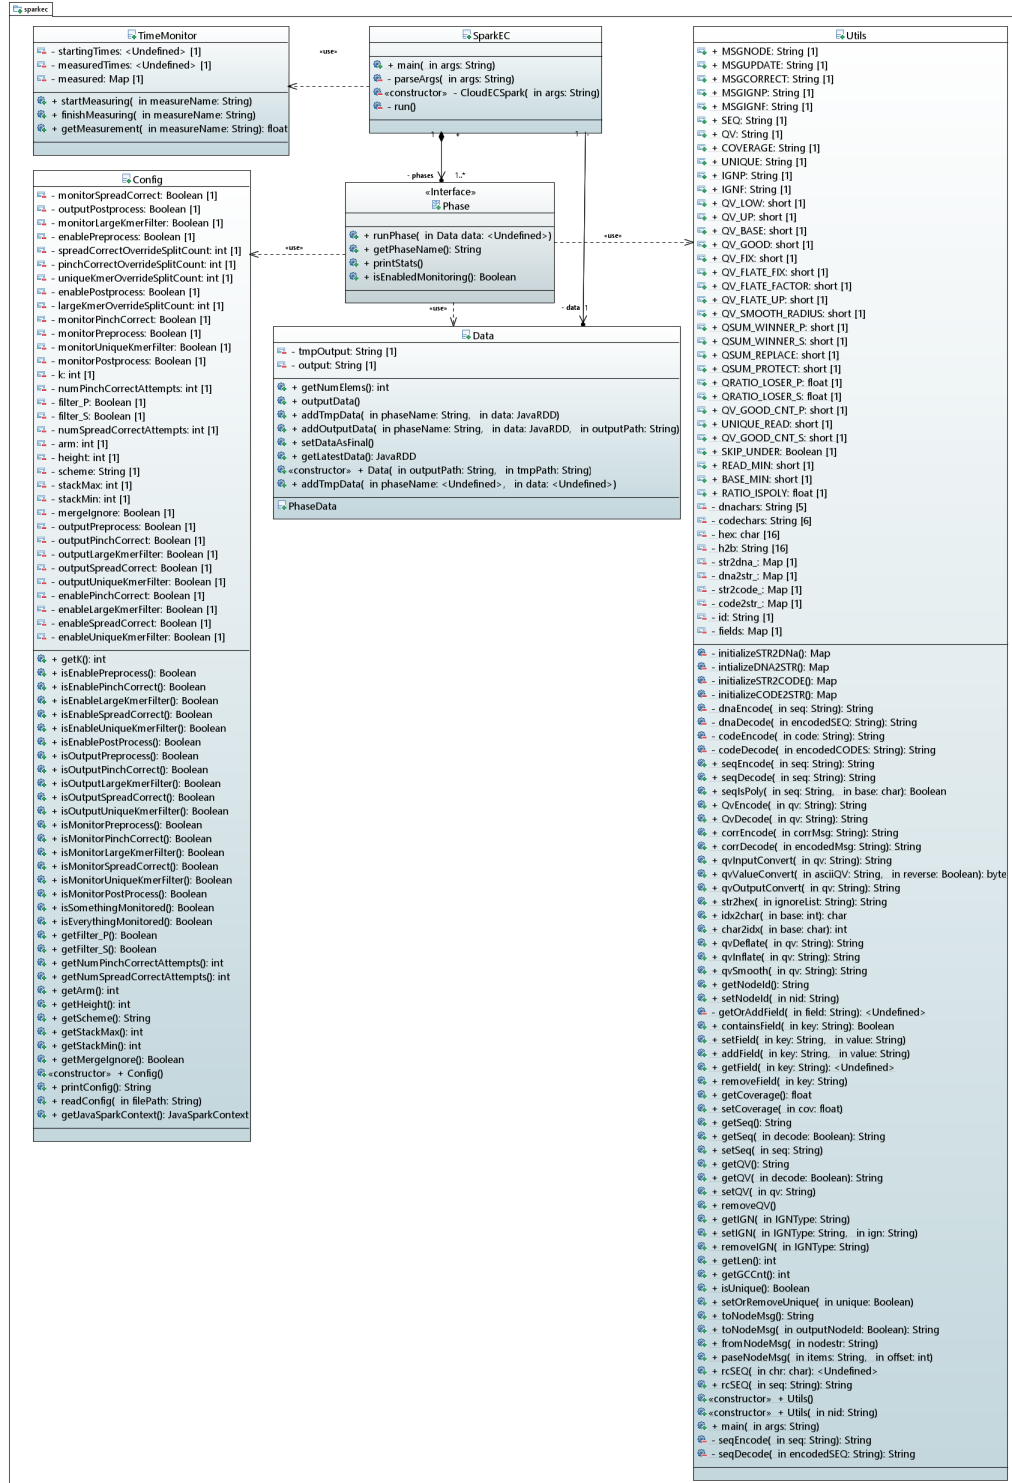 sparkec
TimeMonitor
- startingTimes: <Undefined> [1]
- measuredTimes: <Undefined> [1]
- measured: Map [1]
+ startMeasuring( in measureName: String)
+ finishMeasuring( in measureName: String)
+ getMeasurement( in measureName: String): float
«use»
SparkEC
+ main( in args: String)
- parseArgs( in args: String)
«constructor» - CloudECSpark( in args: String)
- run()
1
*
1
- phases
1..*
«Interface»
Phase
+ runPhase( in Data data: <Undefined>)
+ getPhaseName(): String
+ printStats()
+ isEnabledMonitoring(): Boolean
«use»
«use»
«use»
- data
1
Data
- tmpOutput: String [1]
- output: String [1]
+ getNumElems(): int
+ outputData()
+ addTmpData( in phaseName: String, in data: JavaRDD)
+ addOutputData( in phaseName: String, in data: JavaRDD, in outputPath: String)
+ setDataAsFinal()
+ getLatestData(): JavaRDD
«constructor» + Data( in outputPath: String, in tmpPath: String)
+ addTmpData( in phaseName: <Undefined>, in data: <Undefined>)
PhaseData
Config
- monitorSpreadCorrect: Boolean [1]
- outputPostprocess: Boolean [1]
- monitorLargeKmerFilter: Boolean [1]
- enablePreprocess: Boolean [1]
- spreadCorrectOverrideSplitCount: int [1]
- pinchCorrectOverrideSplitCount: int [1]
- uniqueKmerOverrideSplitCount: int [1]
- enablePostprocess: Boolean [1]
- largeKmerOverrideSplitCount: int [1]
- monitorPinchCorrect: Boolean [1]
- monitorPreprocess: Boolean [1]
- monitorUniqueKmerFilter: Boolean [1]
- monitorPostprocess: Boolean [1]
- k: int [1]
- numPinchCorrectAttempts: int [1]
- filter_P: Boolean [1]
- filter_S: Boolean [1]
- numSpreadCorrectAttempts: int [1]
- arm: int [1]
- height: int [1]
- scheme: String [1]
- stackMax: int [1]
- stackMin: int [1]
- mergeIgnore: Boolean [1]
- outputPreprocess: Boolean [1]
- outputPinchCorrect: Boolean [1]
- outputLargeKmerFilter: Boolean [1]
- outputSpreadCorrect: Boolean [1]
- outputUniqueKmerFilter: Boolean [1]
- enablePinchCorrect: Boolean [1]
- enableLargeKmerFilter: Boolean [1]
- enableSpreadCorrect: Boolean [1]
- enableUniqueKmerFilter: Boolean [1]
+ getK(): int
+ isEnablePreprocess(): Boolean
+ isEnablePinchCorrect(): Boolean
+ isEnableLargeKmerFilter(): Boolean
+ isEnableSpreadCorrect(): Boolean
+ isEnableUniqueKmerFilter(): Boolean
+ isEnablePostProcess(): Boolean
+ isOutputPreprocess(): Boolean
+ isOutputPinchCorrect(): Boolean
+ isOutputLargeKmerFilter(): Boolean
+ isOutputSpreadCorrect(): Boolean
+ isOutputUniqueKmerFilter(): Boolean
+ isMonitorPreprocess(): Boolean
+ isMonitorPinchCorrect(): Boolean
+ isMonitorLargeKmerFilter(): Boolean
+ isMonitorSpreadCorrect(): Boolean
+ isMonitorUniqueKmerFilter(): Boolean
+ isMonitorPostProcess(): Boolean
+ isSomethingMonitored(): Boolean
+ isEverythingMonitored(): Boolean
+ getFilter_P(): Boolean
+ getFilter_S(): Boolean
+ getNumPinchCorrectAttempts(): int
+ getNumSpreadCorrectAttempts(): int
+ getArm(): int
+ getHeight(): int
+ getScheme(): String
+ getStackMax(): int
+ getStackMin(): int
+ getMergeIgnore(): Boolean
«constructor» + Config()
+ printConfig(): String
+ readConfig( in filePath: String)
+ getJavaSparkContext(): JavaSparkContext
Utils
+ MSGNODE: String [1]
+ MSGUPDATE: String [1]
+ MSGCORRECT: String [1]
+ MSGIGNP: String [1]
+ MSGIGNF: String [1]
+ SEQ: String [1]
+ QV: String [1]
+ COVERAGE: String [1]
+ UNIQUE: String [1]
+ IGNP: String [1]
+ IGNF: String [1]
+ QV_LOW: short [1]
+ QV_UP: short [1]
+ QV_BASE: short [1]
+ QV_GOOD: short [1]
+ QV_FIX: short [1]
+ QV_FLATE_FIX: short [1]
+ QV_FLATE_FACTOR: short [1]
+ QV_FLATE_UP: short [1]
+ QV_SMOOTH_RADIUS: short [1]
+ QSUM_WINNER_P: short [1]
+ QSUM_WINNER_S: short [1]
+ QSUM_REPLACE: short [1]
+ QSUM_PROTECT: short [1]
+ QRATIO_LOSER_P: float [1]
+ QRATIO_LOSER_S: float [1]
+ QV_GOOD_CNT_P: short [1]
+ UNIQUE_READ: short [1]
+ QV_GOOD_CNT_S: short [1]
+ SKIP_UNDER: Boolean [1]
+ READ_MIN: short [1]
+ BASE_MIN: short [1]
+ RATIO_ISPOLY: float [1]
- dnachars: String [5]
- codechars: String [6]
- hex: char [16]
- h2b: String [16]
- str2dna_: Map [1]
- dna2str_: Map [1]
- str2code_: Map [1]
- code2str_: Map [1]
- id: String [1]
- fields: Map [1]
- initializeSTR2DNa(): Map
- intializeDNA2STR(): Map
- initializeSTR2CODE(): Map
- initializeCODE2STR(): Map
- dnaEncode( in seq: String): String
- dnaDecode( in encodedSEQ: String): String
- codeEncode( in code: String): String
- codeDecode( in encodedCODES: String): String
+ seqEncode( in seq: String): String
+ seqDecode( in seq: String): String
+ seqIsPoly( in seq: String, in base: char): Boolean
+ QvEncode( in qv: String): String
+ QvDecode( in qv: String): String
+ corrEncode( in corrMsg: String): String
+ corrDecode( in encodedMsg: String): String
+ qvInputConvert( in qv: String): String
+ qvValueConvert( in asciiQV: String, in reverse: Boolean): byte
+ qvOutputConvert( in qv: String): String
+ str2hex( in ignoreList: String): String
+ idx2char( in base: int): char
+ char2idx( in base: char): int
+ qvDeflate( in qv: String): String
+ qvInflate( in qv: String): String
+ qvSmooth( in qv: String): String
+ getNodeId(): String
+ setNodeId( in nid: String)
- getOrAddField( in field: String): <Undefined>
+ containsField( in key: String): Boolean
+ setField( in key: String, in value: String)
+ addField( in key: String, in value: String)
+ getField( in key: String): <Undefined>
+ removeField( in key: String)
+ getCoverage(): float
+ setCoverage( in cov: float)
+ getSeq(): String
+ getSeq( in decode: Boolean): String
+ setSeq( in seq: String)
+ getQV(): String
+ getQV( in decode: Boolean): String
+ setQV( in qv: String)
+ removeQV()
+ getIGN( in IGNType: String)
+ setIGN( in IGNType: String, in ign: String)
+ removeIGN( in IGNType: String)
+ getLen(): int
+ getGCCnt(): int
+ isUnique(): Boolean
+ setOrRemoveUnique( in unique: Boolean)
+ toNodeMsg(): String
+ toNodeMsg( in outputNodeId: Boolean): String
+ fromNodeMsg( in nodestr: String)
+ paseNodeMsg( in items: String, in offset: int)
+ rcSEQ( in chr: char): <Undefined>
+ rcSEQ( in seq: String): String
«constructor» + Utils()
«constructor» + Utils( in nid: String)
+ main( in args: String)
- seqEncode( in seq: String): String
- seqDecode( in encodedSEQ: String): String